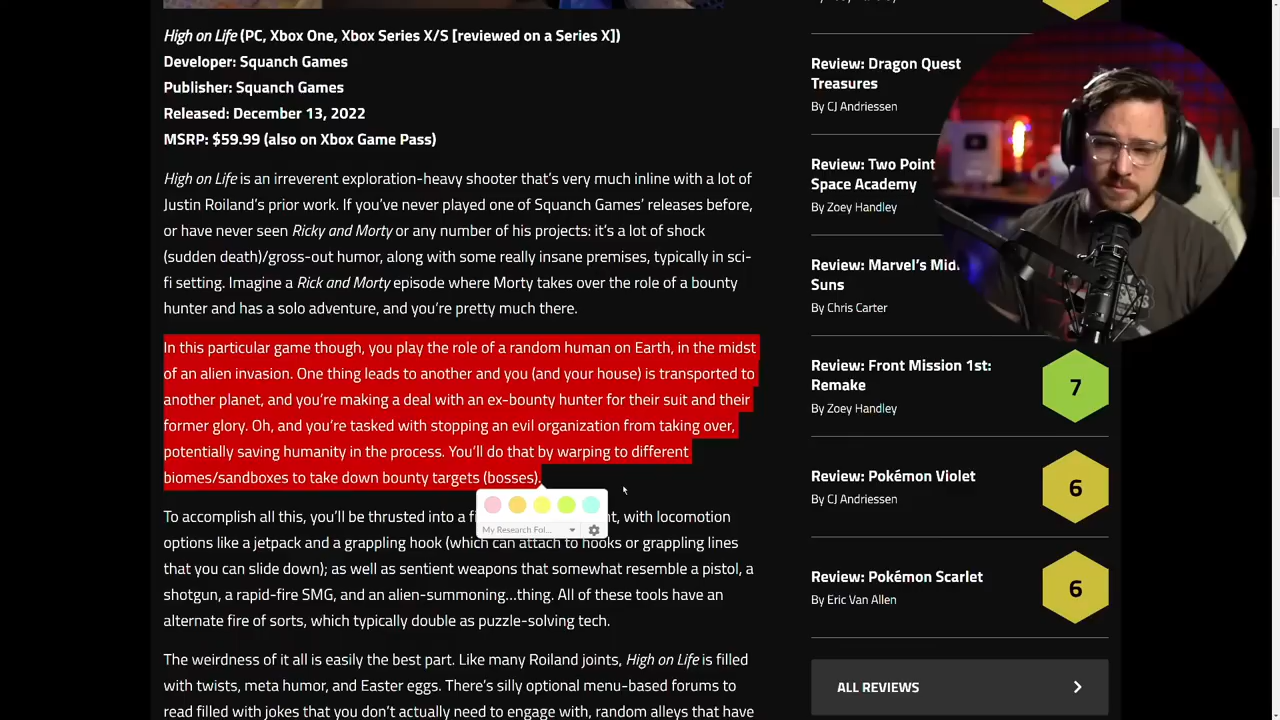 High on Life (PC, Xbox One, Xbox Series X/S [reviewed on a Series X])
Developer: Squanch Games
Publisher: Squanch Games
Released: December 13, 2022
MSRP: $59.99 (also on Xbox Game Pass)
High on Life is an irreverent exploration-heavy shooter that's very much inline with a lot of
Justin Roiland's prior work. If you've never played one of Squanch Games' releases before,
or have never seen Ricky and Morty or any number of his projects: it's a lot of shock
(sudden death)/gross-out humor, along with some really insane premises, typically in sci-
fi setting. Imagine a Rick and Morty episode where Morty takes over the role of a bounty
hunter and has a solo adventure, and you're pretty much there.
In this particular game though, you play the role of a random human on Earth, in the midst
of an alien invasion. One thing leads to another and you (and your house) is transported to
another planet, and you're making a deal with an ex-bounty hunter for their suit and their
former glory. Oh, and you're tasked with stopping an evil organization from taking over,
potentially saving humanity in the process. You'll do that by warping to different
biomes/sandboxes to take down bounty targets (bosses).
My Research Fol...
To accomplish all this, you'll be thrusted into a , with locomotion
options like a jetpack and a grappling hook (which can attach to hooks or grappling lines
that you can slide down); as well as sentient weapons that somewhat resemble a pistol, a
shotgun, a rapid-fire SMG, and an alien-summoning...thing. All of these tools have an
alternate fire of sorts, which typically double as puzzle-solving tech.
The weirdness of it all is easily the best part. Like many Roiland joints, High on Life is filled
with twists, meta humor, and Easter eggs. There's silly optional menu-based forums to
read filled with jokes that you don't actually need to engage with, random alleys that have
Review: Dragon Quest
Treasures
By CJ Andriessen
Review: Two Point
Space Academy
By Zoey Handley
Review: Marvel's
Suns
By Chris Carter
Review: Front Mission 1st:
Remake
By Zoey Handley
7
Review: Pokémon Violet
By CJ Andriessen
6
Review: Pokémon Scarlet
By Eric Van Allen
6
ALL REVIEWS